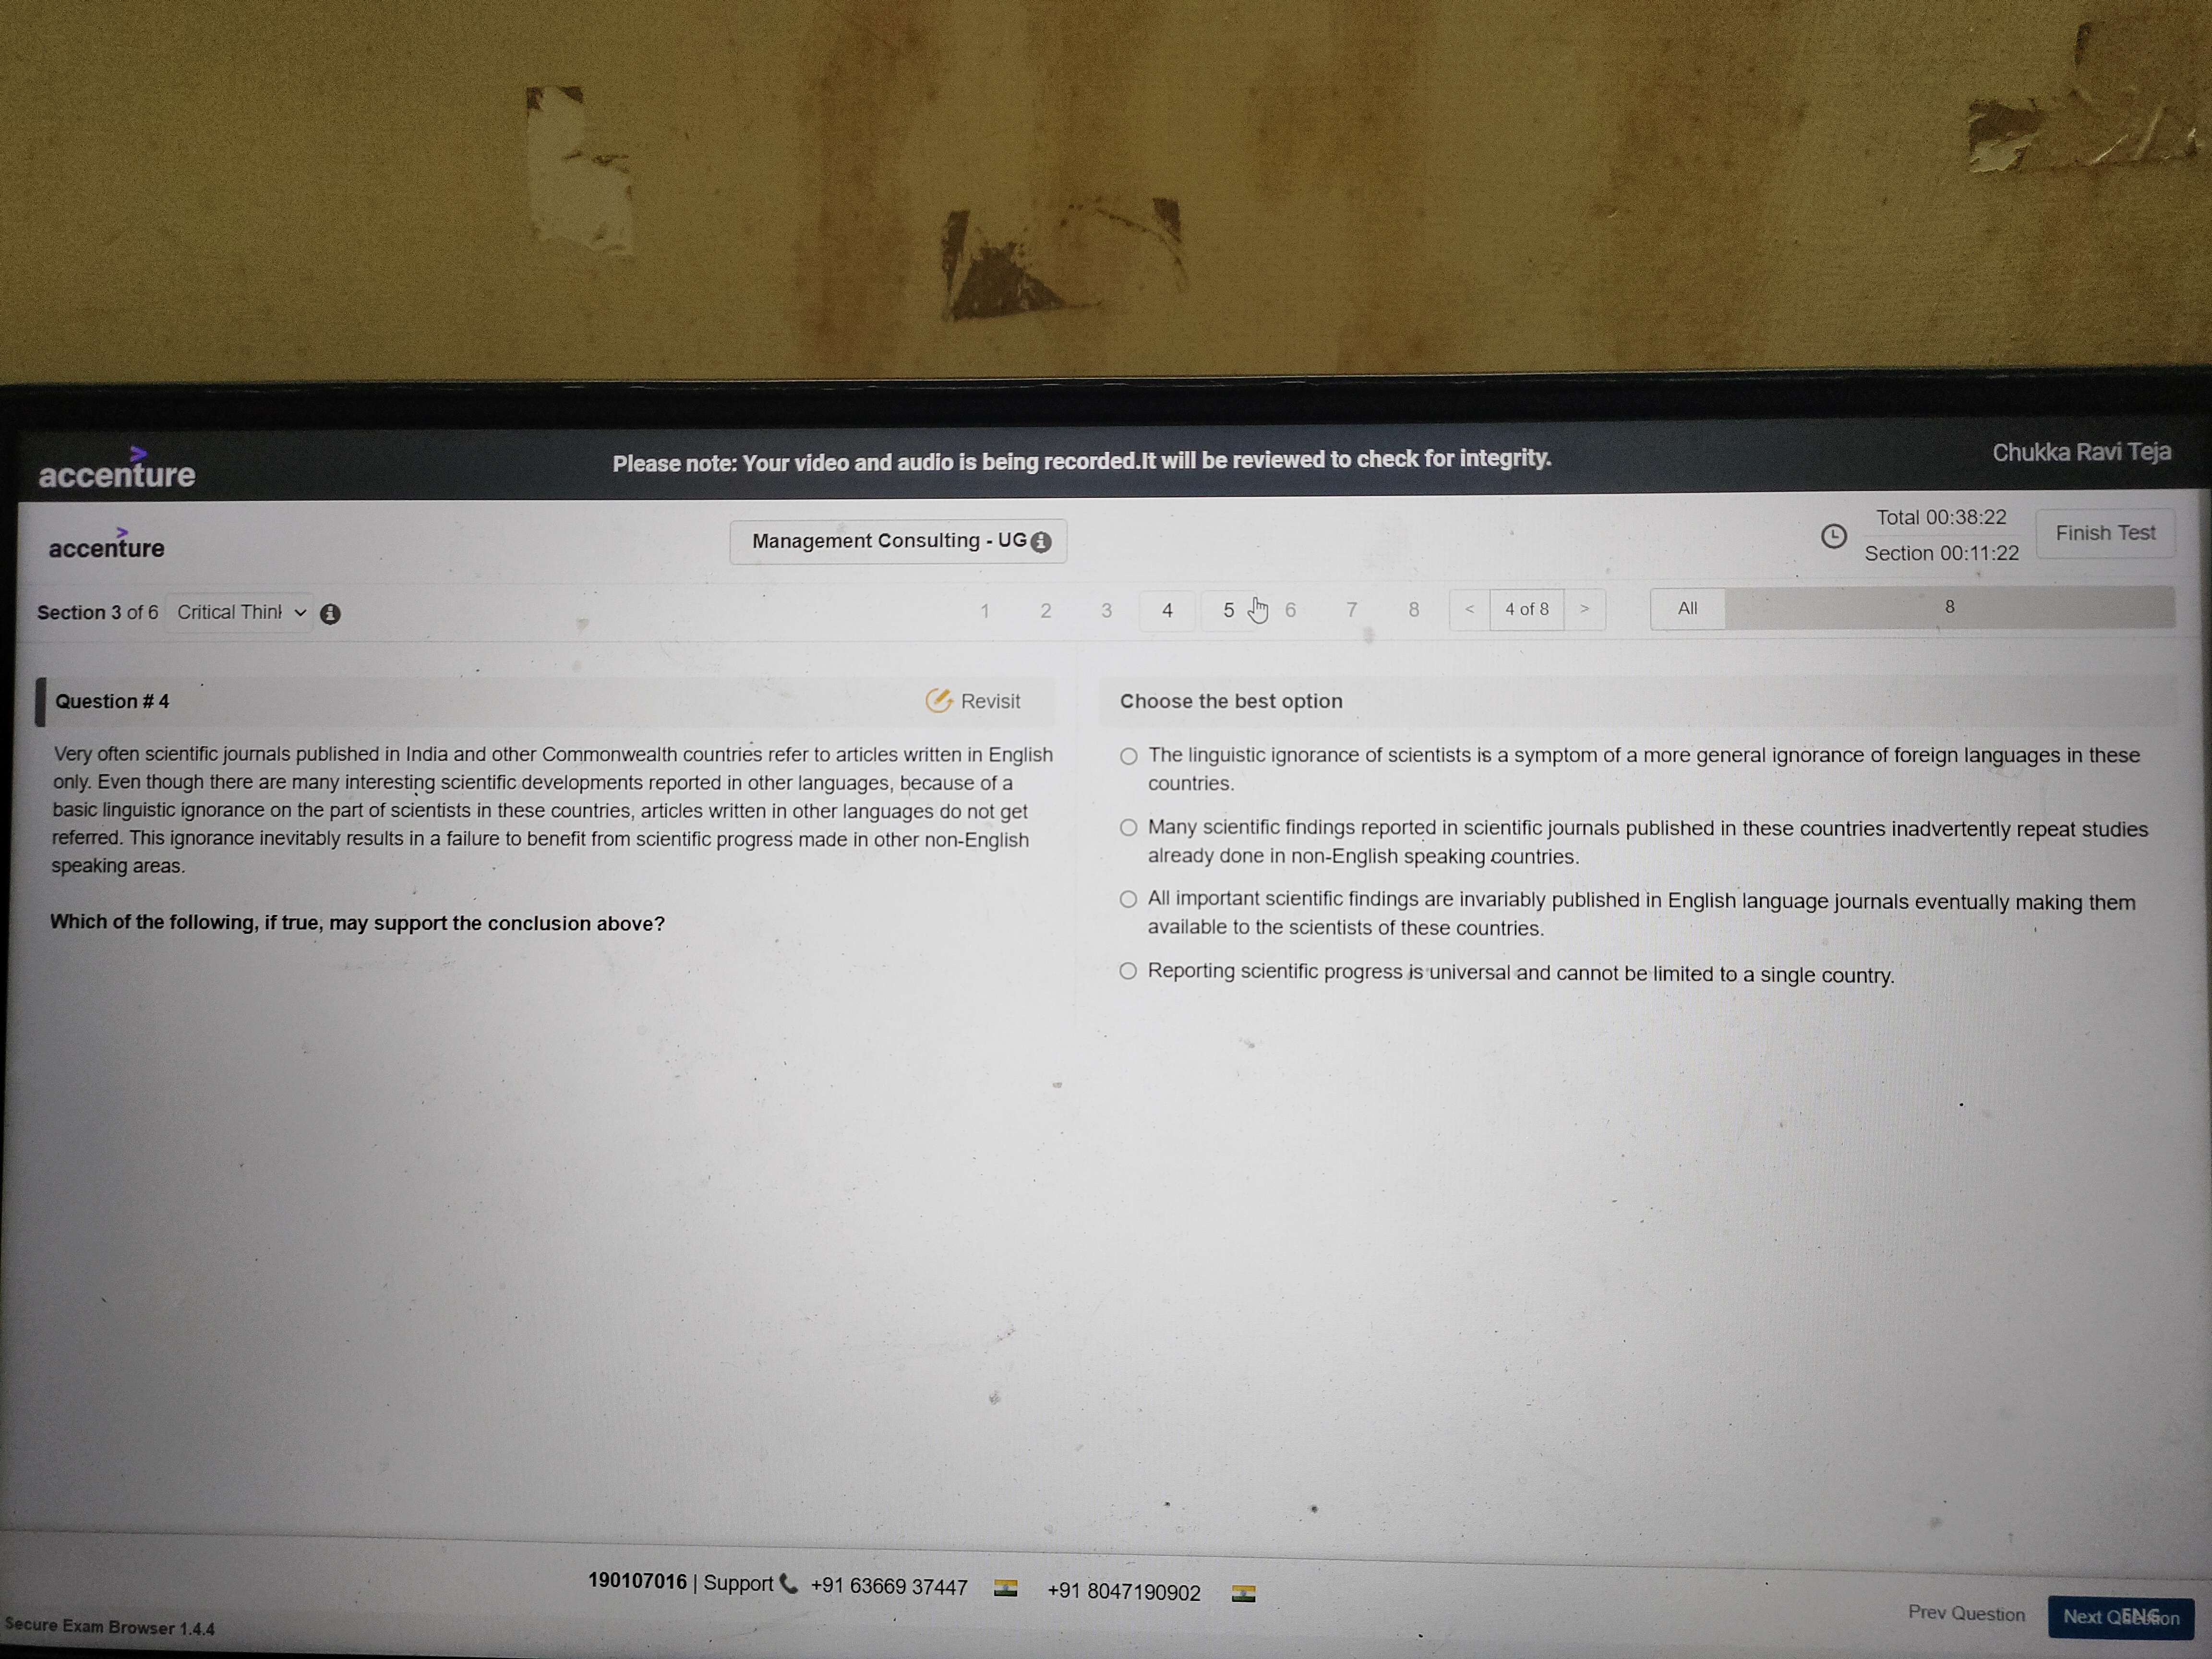 accenture
Please note: Your video and audio is being recorded.It will be reviewed to check for integrity.
Chukka Ravi Teja
accenture
Management Consulting - UG
Total 00:38:22
Section 00:11:22
Finish Test
Section 3 of 6
Critical Think
1 2 3 4 5 6 7 8
< 4 of 8 >
All
8
Question # 4
Revisit
Very often scientific journals published in India and other Commonwealth countries refer to articles written in English
only. Even though there are many interesting scientific developments reported in other languages, because of a
basic linguistic ignorance on the part of scientists in these countries, articles written in other languages do not get
referred. This ignorance inevitably results in a failure to benefit from scientific progress made in other non-English
speaking areas.
Which of the following, if true, may support the conclusion above?
Choose the best option
The linguistic ignorance of scientists is a symptom of a more general ignorance of foreign languages in these
countries.
Many scientific findings reported in scientific journals published in these countries inadvertently repeat studies
already done in non-English speaking countries.
All important scientific findings are invariably published in English language journals eventually making them
available to the scientists of these countries.
Reporting scientific progress is universal and cannot be limited to a single country.
190107016 | Support +91 63669 37447 +91 8047190902
Secure Exam Browser 1.4.4
Prev Question
Next Question
ENG